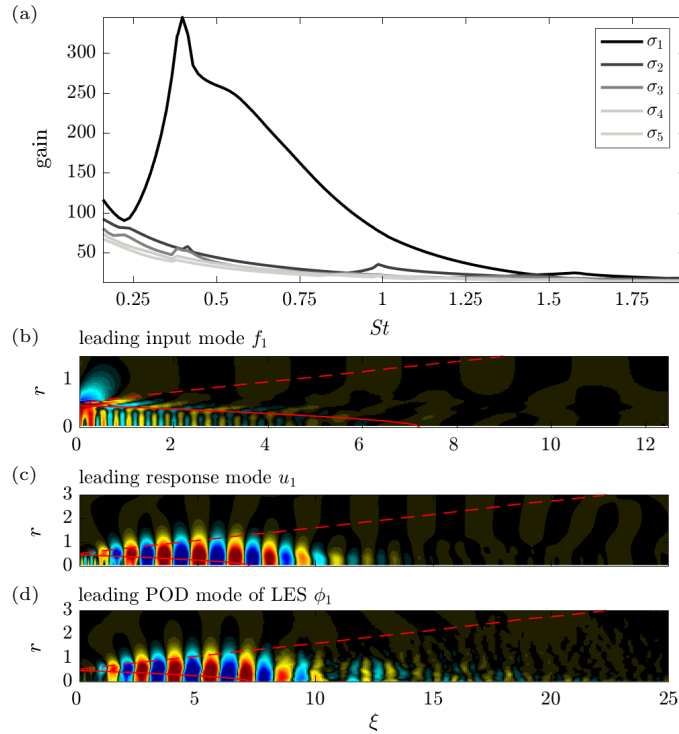 (a)
300
250
200
150
100
50
gain
σ₁
σ₂
σ₃
σ₄
σ₅
0.25 0.5 0.75 1 1.25 1.5 1.75
St
(b) leading input mode f₁
1
0
r
0 2 4 6 8 10 12
(c) leading response mode u₁
3
2
1
0
r
(d) leading POD mode of LES ϕ₁
3
2
1
0
r
0 5 10 15 20 25
ξ